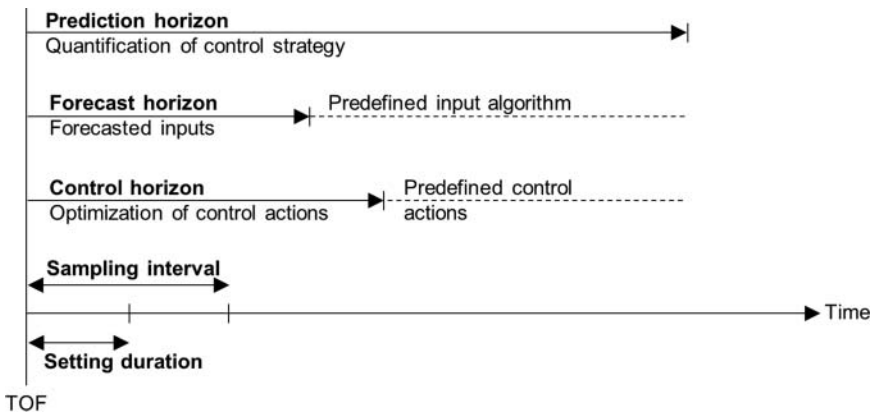 Prediction horizon
Quantification of control strategy
Forecast horizon
Predefined input algorithm
Forecasted inputs
Control horizon
Predefined control
Optimization of control actions
actions
Sampling interval
Time
Setting duration
TOF